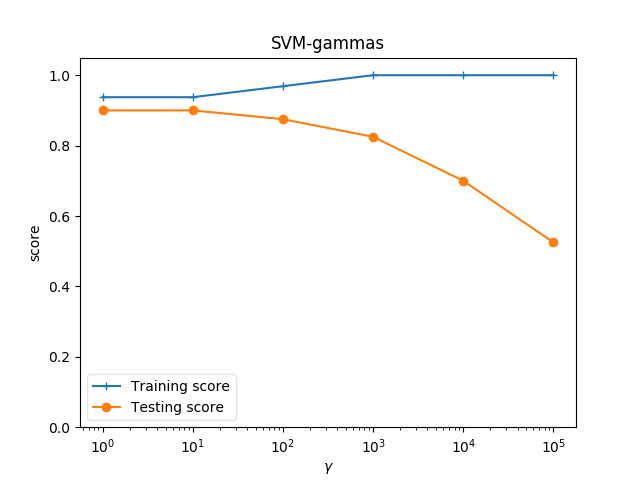 SVM-gammas
1.0
0.8
0.6
0.4
0.2
0.0
score
Training score
Testing score
10⁰ 10¹ 10² 10³ 10⁴ 10⁵
γ